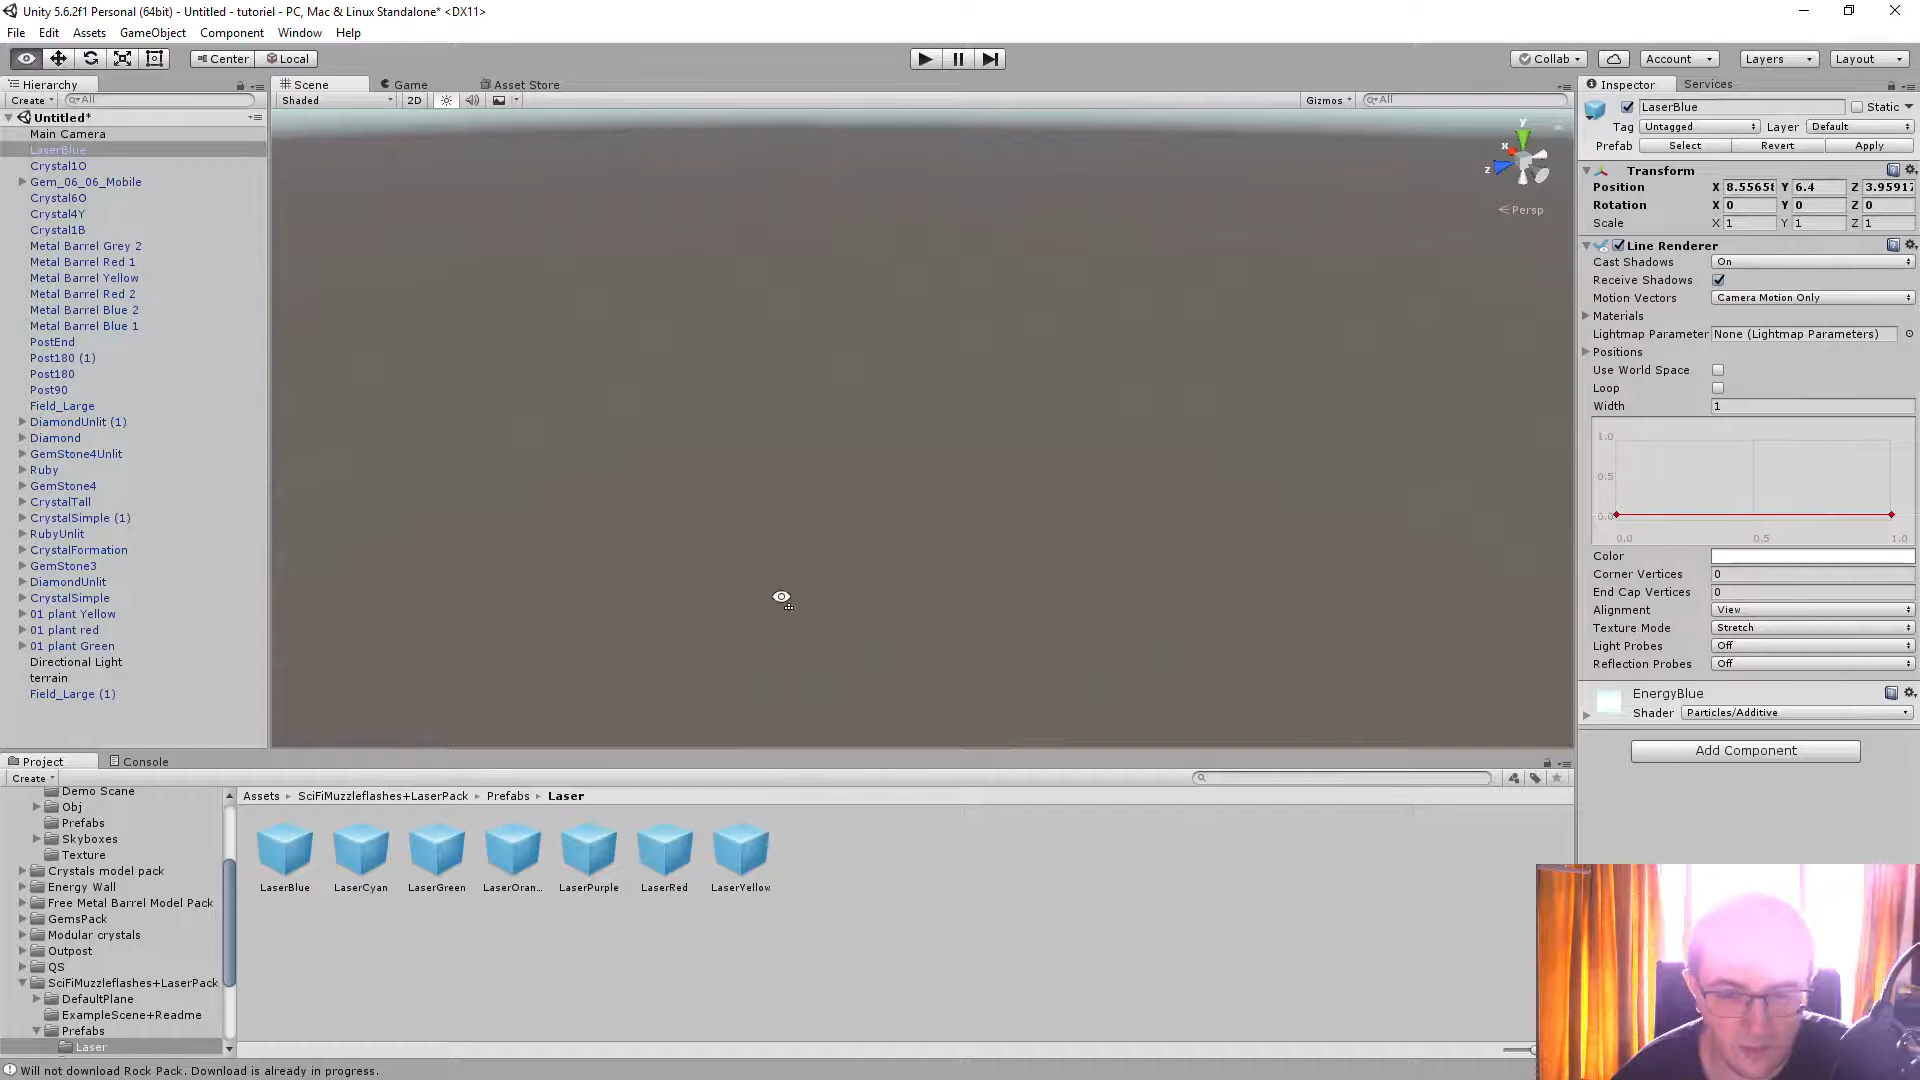 Unity 5.6.2f1 Personal (64bit) - Untitled - tutoriel - PC, Mac & Linux Standalone* <DX11>
File Edit Assets GameObject Component Window Help
Center Local Collab Account Layers Layout
Hierarchy
Create All
Untitled*
Main Camera
LaserBlue
Crystal1O
Gem_06_06_Mobile
Crystal6O
Crystal4Y
Crystal1B
Metal Barrel Grey 2
Metal Barrel Red 1
Metal Barrel Yellow
Metal Barrel Red 2
Metal Barrel Blue 2
Metal Barrel Blue 1
PostEnd
Post180 (1)
Post180
Post90
Field_Large
DiamondUnlit (1)
Diamond
GemStone4Unlit
Ruby
GemStone4
CrystalTall
CrystalSimple (1)
RubyUnlit
CrystalFormation
GemStone3
DiamondUnlit
CrystalSimple
01 plant Yellow
01 plant red
01 plant Green
Directional Light
terrain
Field_Large (1)
Scene Game Asset Store
Shaded 2D Gizmos All
y
x
z
Persp
Inspector Services
LaserBlue Static
Tag Untagged Layer Default
Prefab Select Revert Apply
Transform
Position X 8.5565 Y 6.4 Z 3.9591
Rotation X 0 Y 0 Z 0
Scale X 1 Y 1 Z 1
Line Renderer
Cast Shadows On
Receive Shadows
Motion Vectors Camera Motion Only
Materials
Lightmap Parameter None (Lightmap Parameters)
Positions
Use World Space
Loop
Width 1
1.0
0.5
0.0
0.0 0.5 1.0
Color
Corner Vertices 0
End Cap Vertices 0
Alignment View
Texture Mode Stretch
Light Probes Off
Reflection Probes Off
EnergyBlue
Shader Particles/Additive
Add Component
Project Console
Create
Demo Scane
Obj
Prefabs
Skyboxes
Texture
Crystals model pack
Energy Wall
Free Metal Barrel Model Pack
GemsPack
Modular crystals
Outpost
QS
SciFiMuzzleflashes+LaserPack
DefaultPlane
ExampleScene+Readme
Prefabs
Laser
Assets SciFiMuzzleflashes+LaserPack Prefabs Laser
LaserBlue LaserCyan LaserGreen LaserOran... LaserPurple LaserRed LaserYellow
Will not download Rock Pack. Download is already in progress.